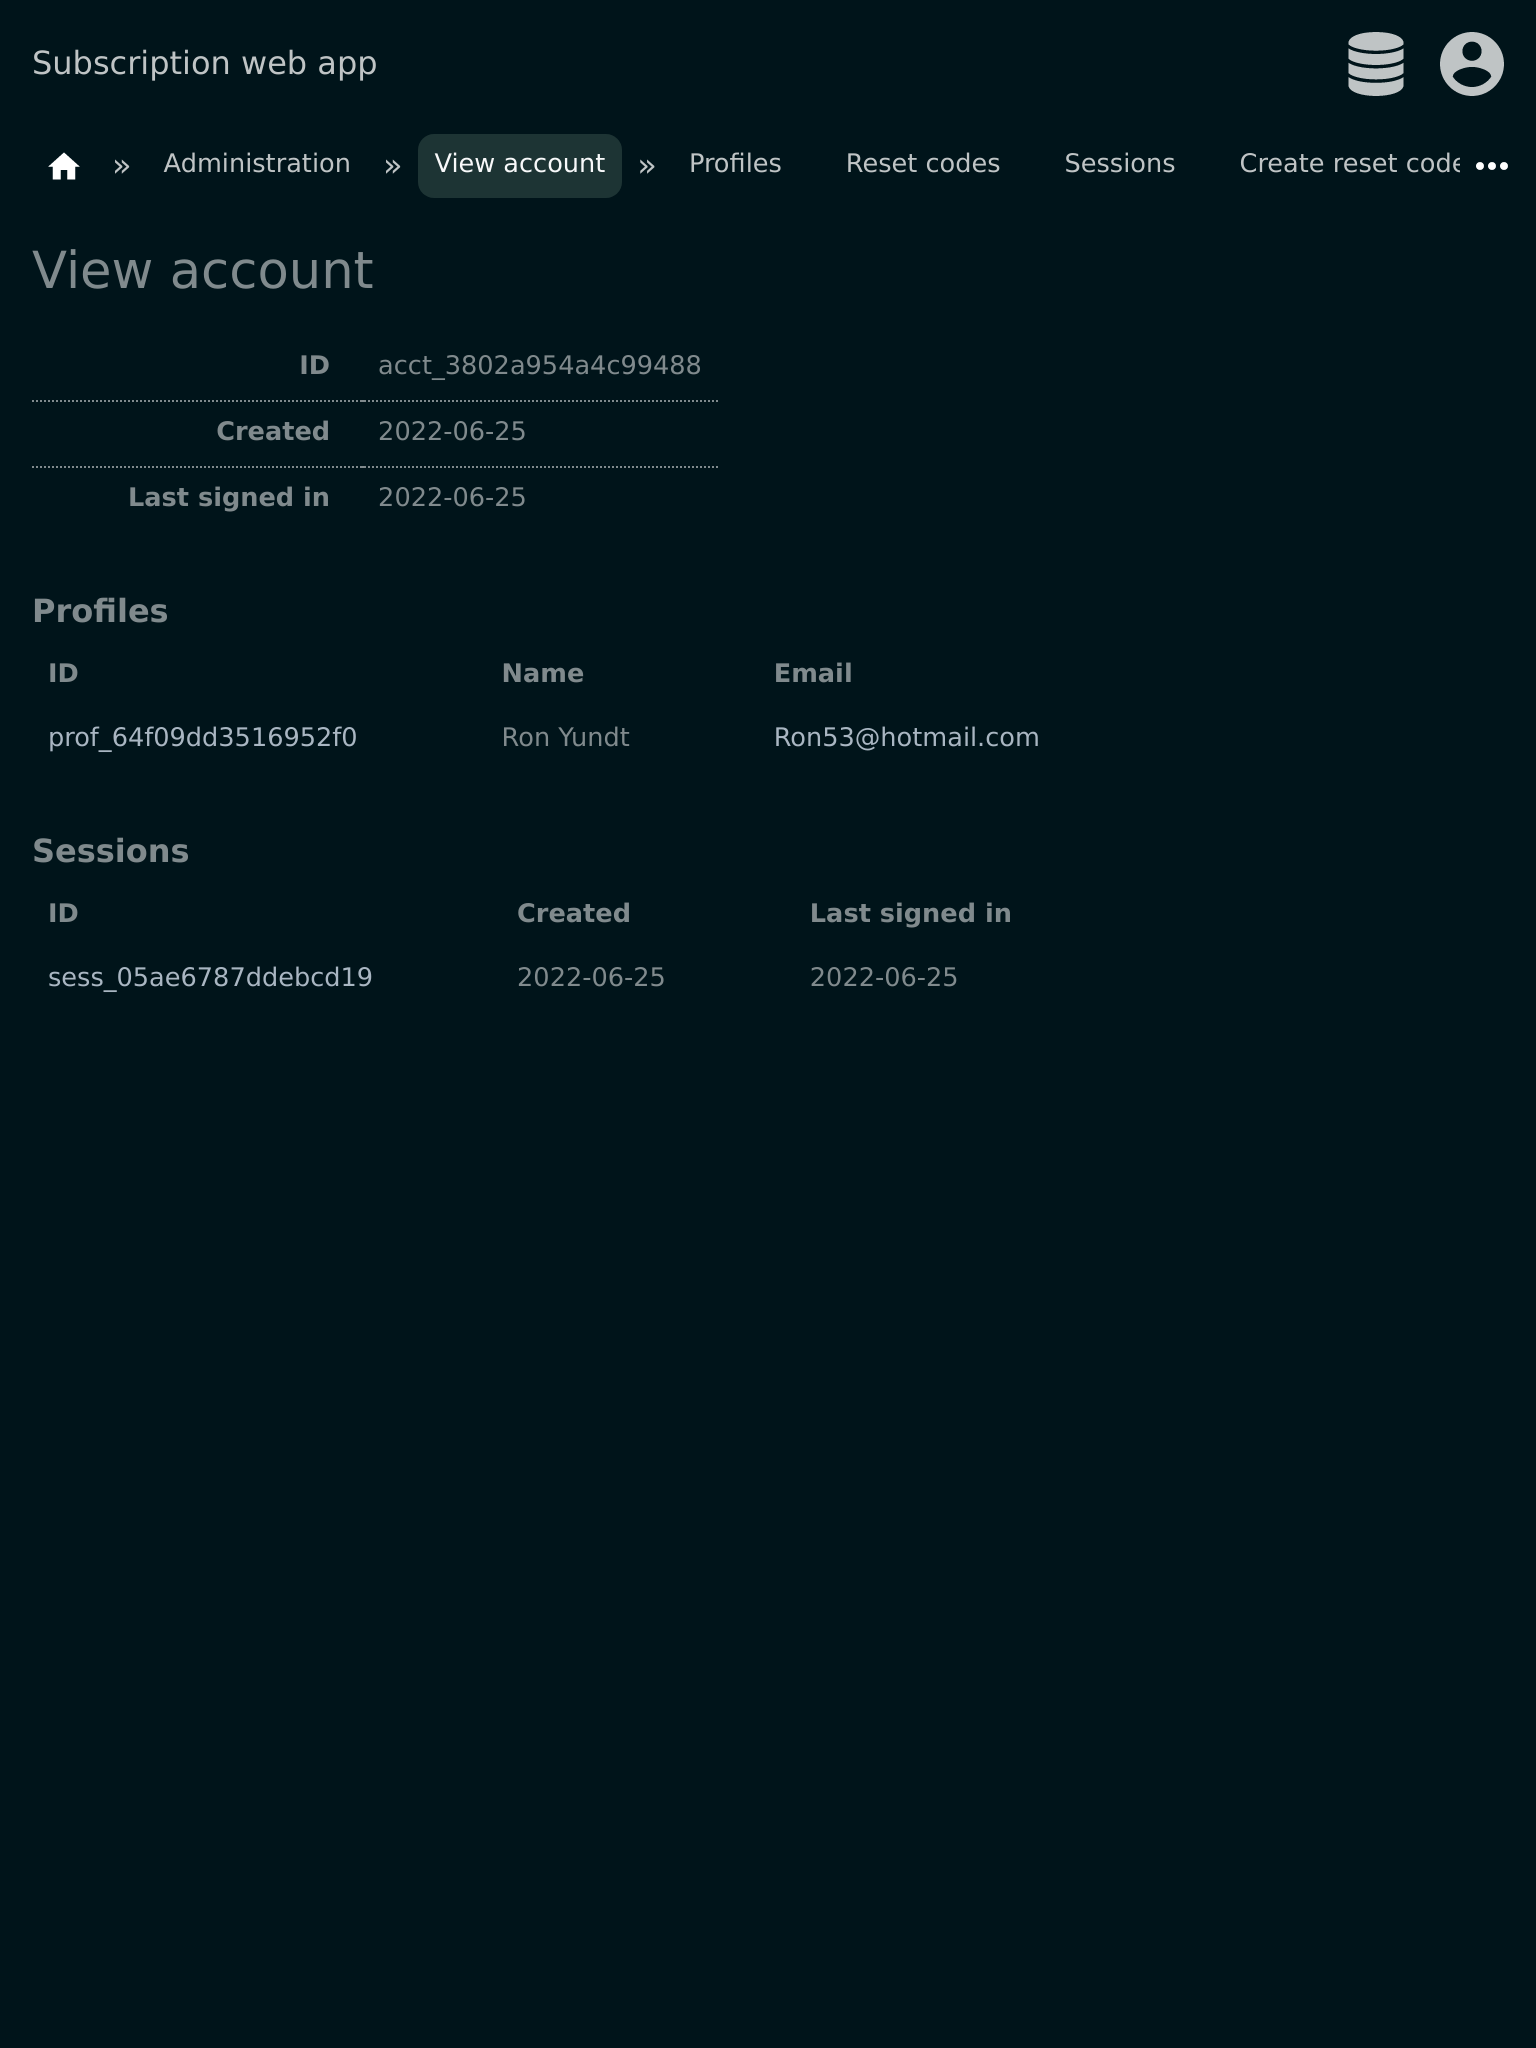 Subscription web app
» Administration » View account » Profiles Reset codes Sessions Create reset code
View account
ID acct_3802a954a4c99488
Created 2022-06-25
Last signed in 2022-06-25
Profiles
ID Name Email
prof_64f09dd3516952f0 Ron Yundt Ron53@hotmail.com
Sessions
ID Created Last signed in
sess_05ae6787ddebcd19 2022-06-25 2022-06-25